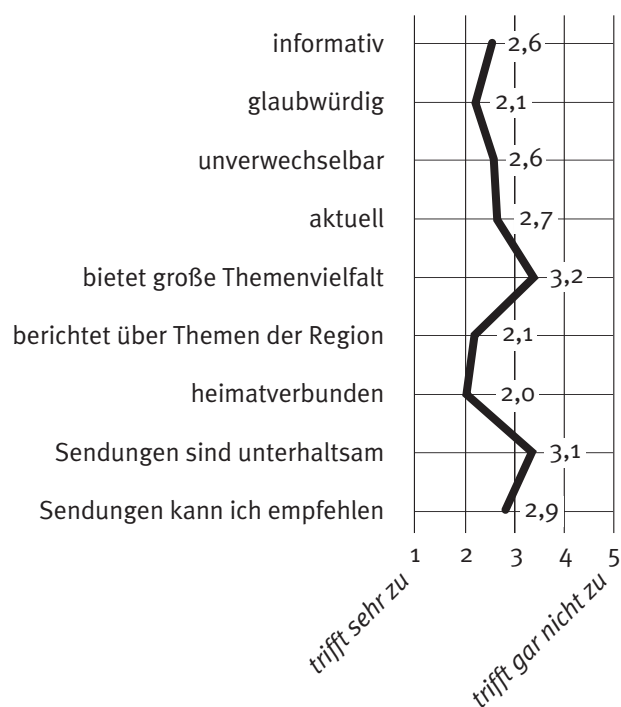 informativ 2,6
glaubwürdig 2,1
unverwechselbar 2,6
aktuell 2,7
bietet große Themenvielfalt 3,2
berichtet über Themen der Region 2,1
heimatverbunden 2,0
Sendungen sind unterhaltsam 3,1
Sendungen kann ich empfehlen 2,9
1 2 3 4 5
trifft sehr zu
trifft gar nicht zu